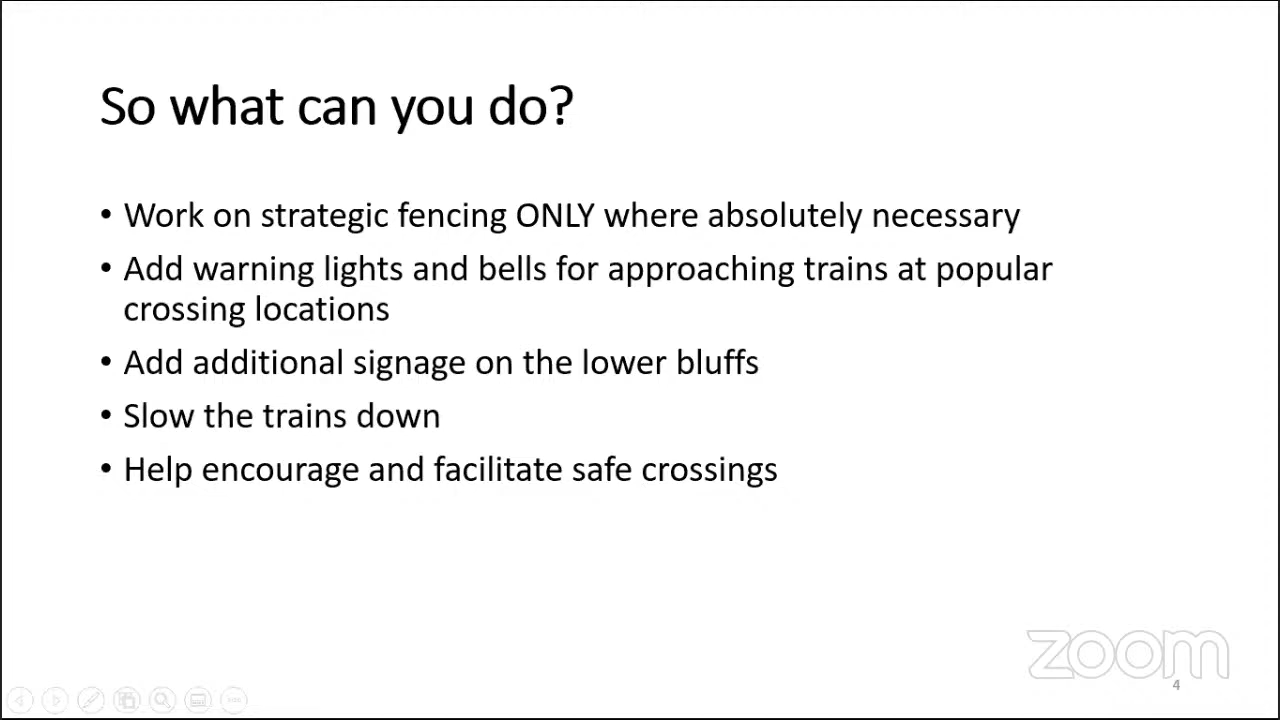 So what can you do?
• Work on strategic fencing ONLY where absolutely necessary
• Add warning lights and bells for approaching trains at popular
crossing locations
• Add additional signage on the lower bluffs
• Slow the trains down
• Help encourage and facilitate safe crossings
zoom
4